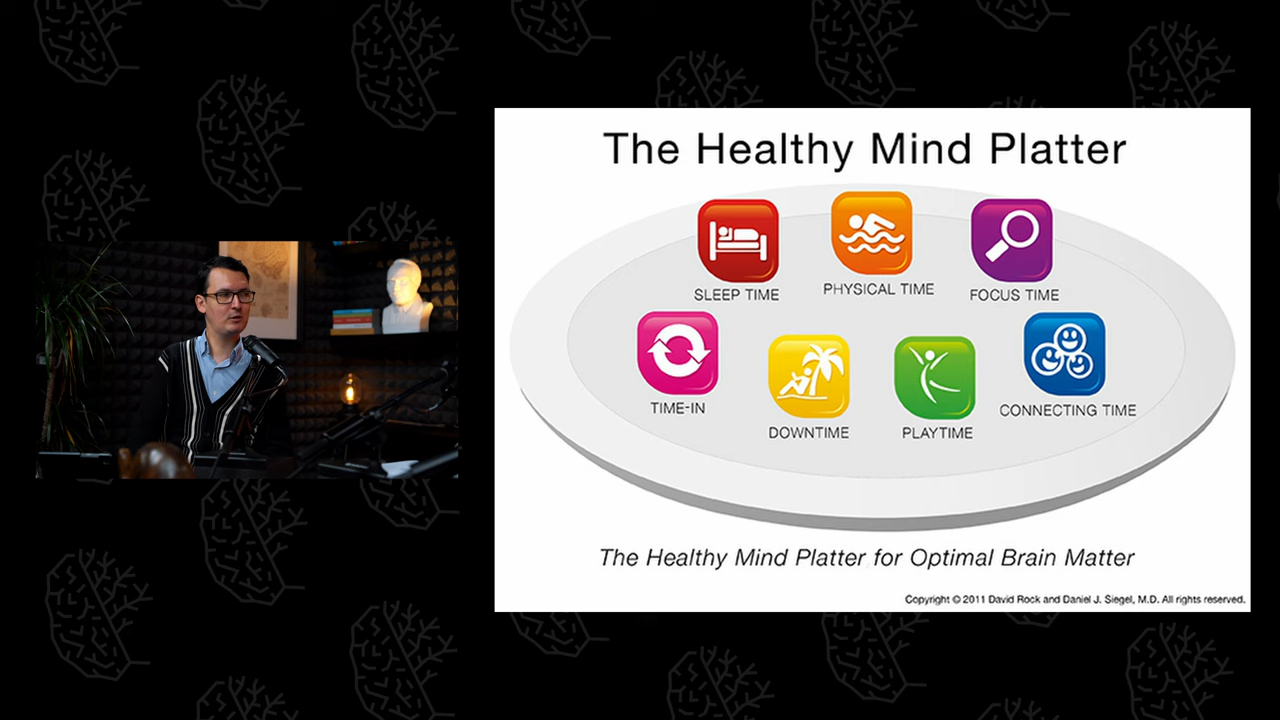 The Healthy Mind Platter
SLEEP TIME
PHYSICAL TIME
FOCUS TIME
TIME-IN
DOWNTIME
PLAYTIME
CONNECTING TIME
The Healthy Mind Platter for Optimal Brain Matter
Copyright © 2011 David Rock and Daniel J. Siegel, M.D. All rights reserved.